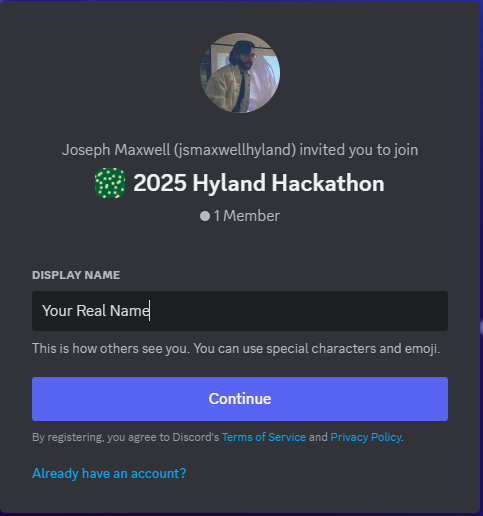 Joseph Maxwell (jsmaxwellhyland) invited you to join
2025 Hyland Hackathon
1 Member
DISPLAY NAME
Your Real Name
This is how others see you. You can use special characters and emoji.
Continue
By registering, you agree to Discord's Terms of Service and Privacy Policy.
Already have an account?